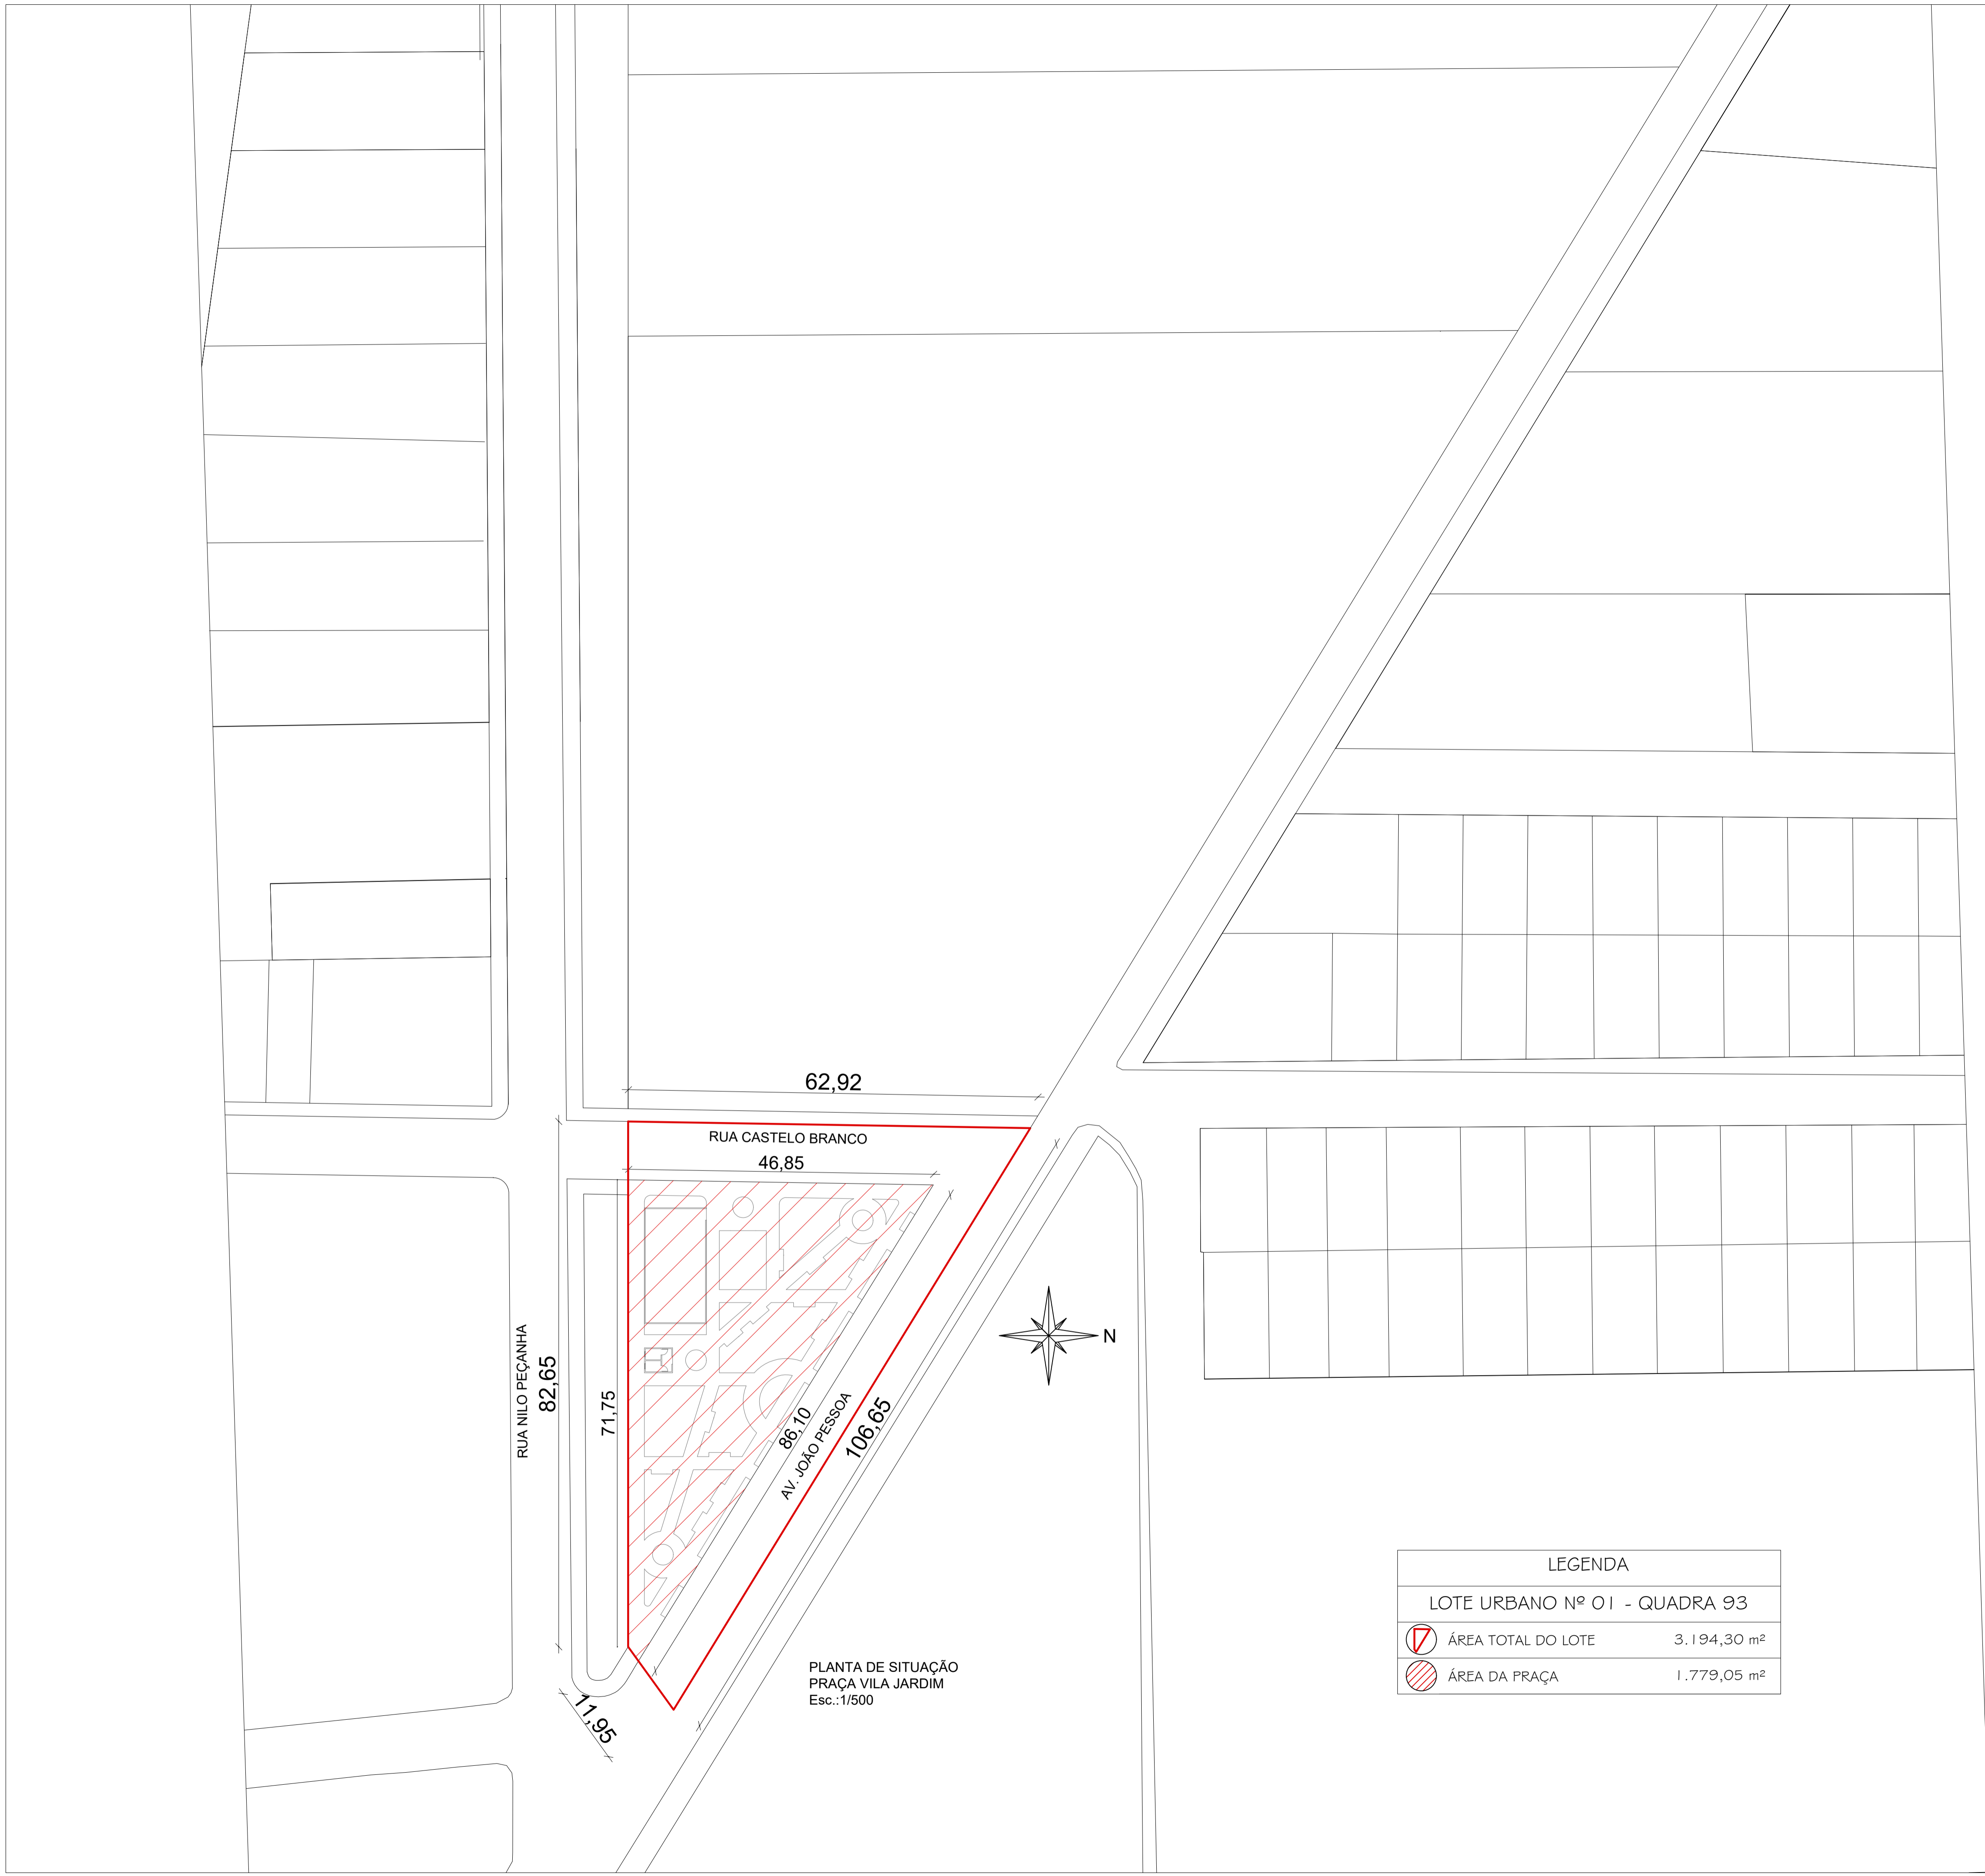 62,92
RUA CASTELO BRANCO
46,85
N
RUA NILO PEÇANHA
82,65
71,75
86,10
AV. JOÃO PESSOA
106,65
11,95
PLANTA DE SITUAÇÃO
PRAÇA VILA JARDIM
Esc.:1/500
LEGENDA
LOTE URBANO Nº 01 - QUADRA 93
ÁREA TOTAL DO LOTE 3.194,30 m²
ÁREA DA PRAÇA 1.779,05 m²